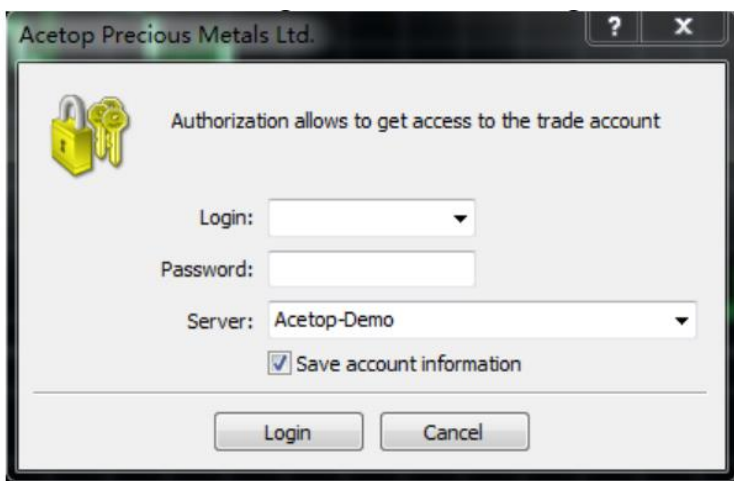 Acetop Precious Metals Ltd.
Authorization allows to get access to the trade account
Login:
Password:
Server: Acetop-Demo
Save account information
Login Cancel